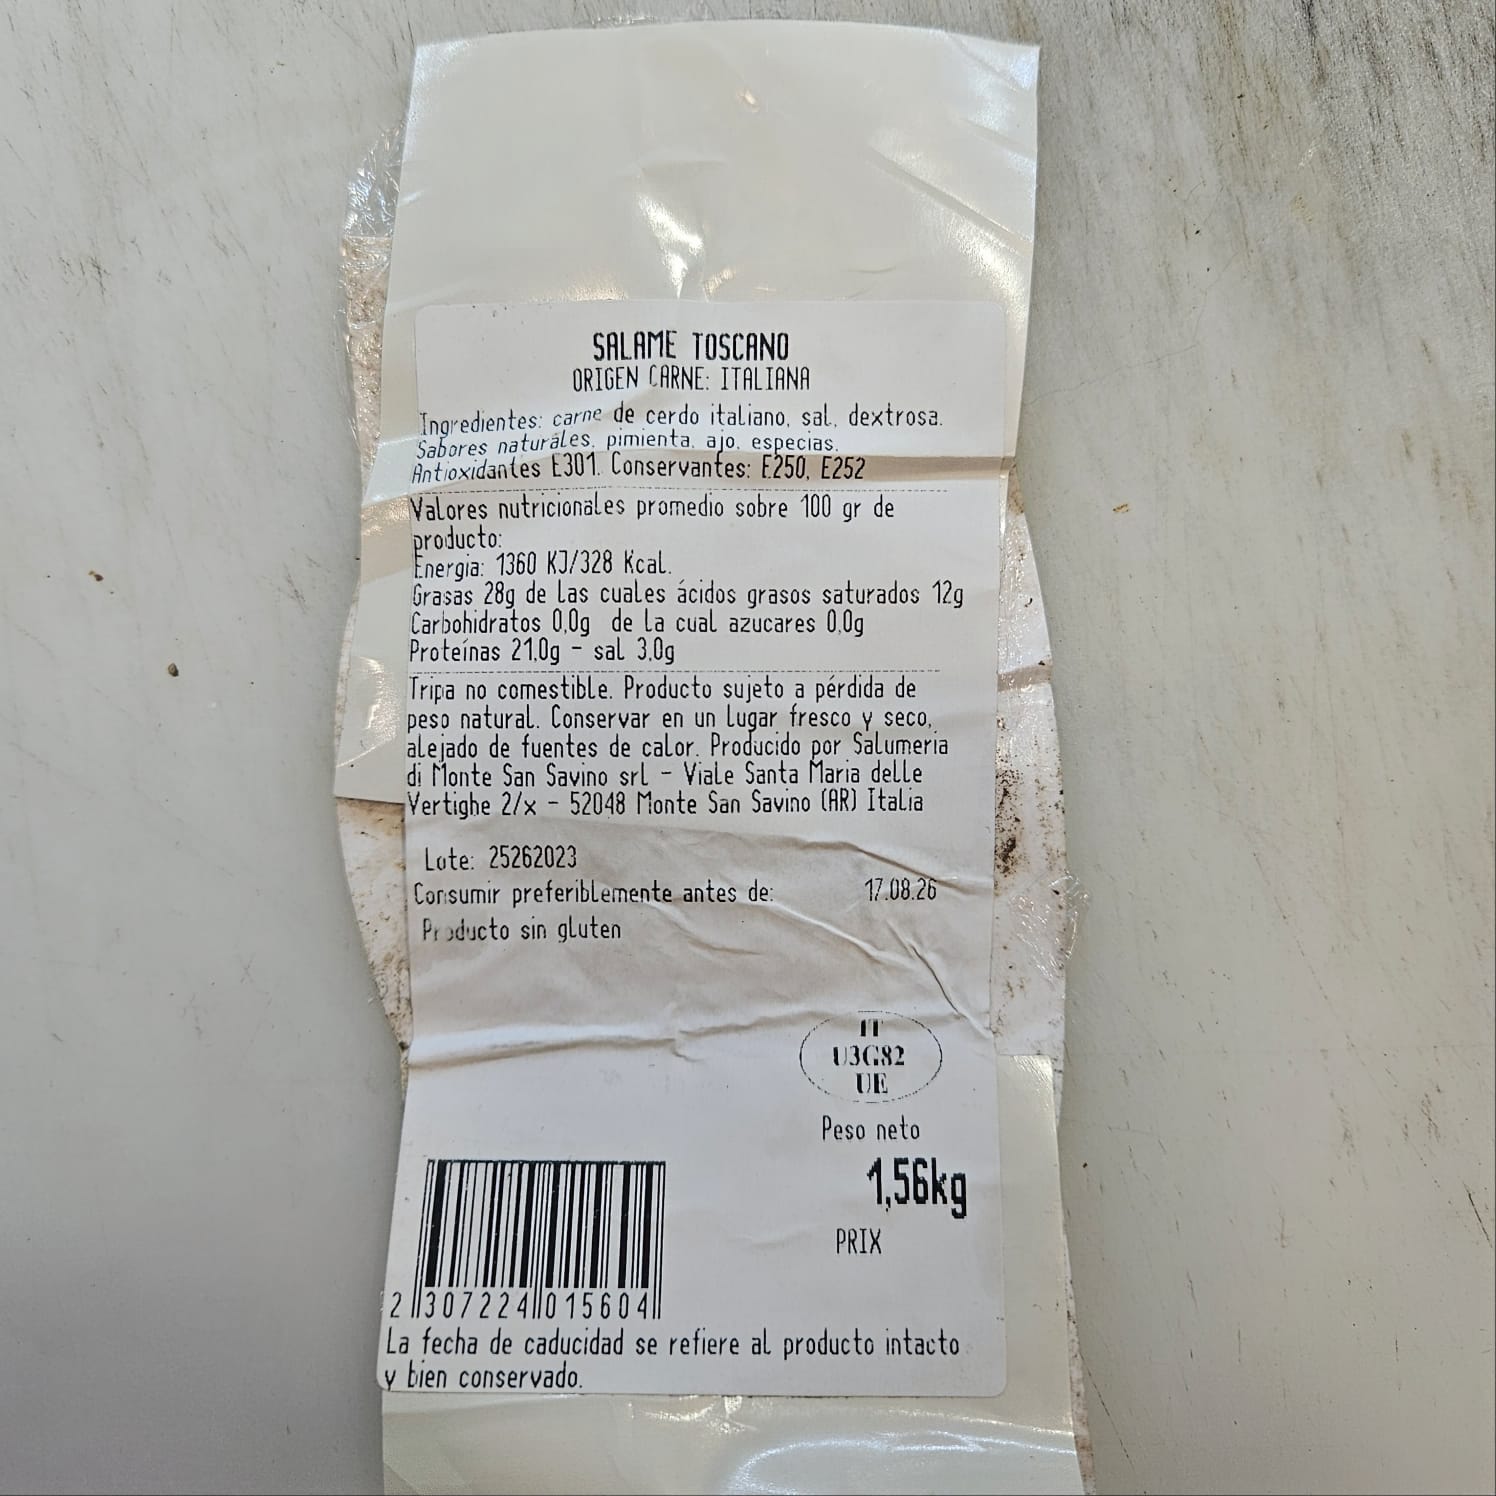 SALAME TOSCANO
ORIGEN CARNE: ITALIANA
Ingredientes: carne de cerdo italiano, sal, dextrosa.
Sabores naturales, pimienta, ajo, especias.
Antioxidantes E301. Conservantes: E250, E252
Valores nutricionales promedio sobre 100 gr de
producto:
Energia: 1360 KJ/328 Kcal.
Grasas 28g de las cuales ácidos grasos saturados 12g
Carbohidratos 0,0g de la cual azucares 0,0g
Proteínas 21,0g - sal 3,0g
Tripa no comestible. Producto sujeto a pérdida de
peso natural. Conservar en un lugar fresco y seco,
alejado de fuentes de calor. Producido por Salumeria
di Monte San Savino srl - Viale Santa Maria delle
Vertighe 2/x - 52048 Monte San Savino (AR) Italia
Lote: 25262023
Consumir preferiblemente antes de: 17.08.26
Producto sin gluten
IT
U3G82
UE
Peso neto
1,56kg
PRIX
2 307224 015604
La fecha de caducidad se refiere al producto intacto
y bien conservado.